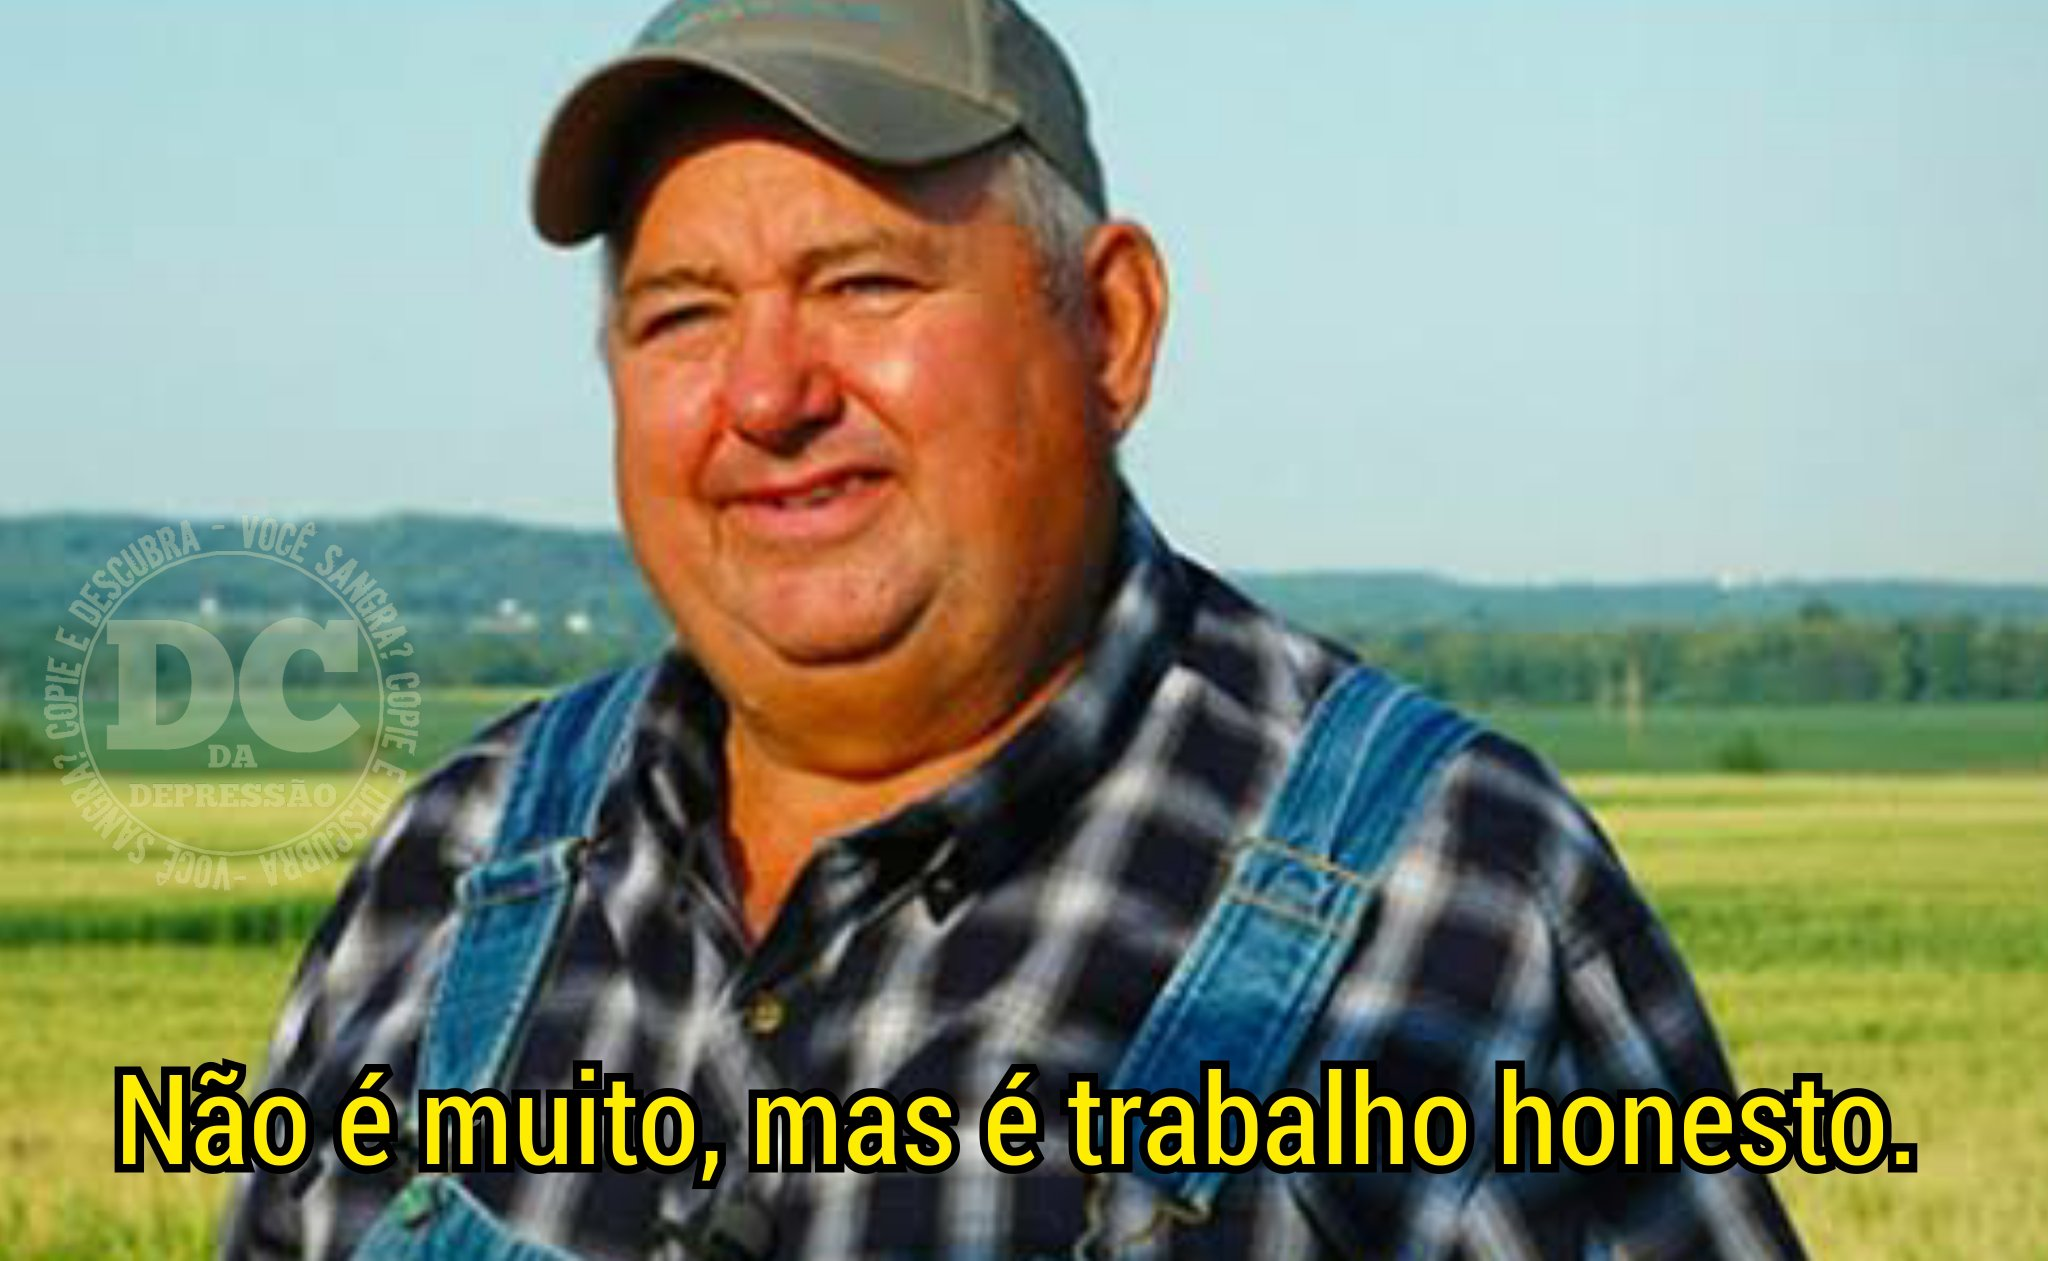 COPIE E DESCUBRA - VOCÊ SANGRA? COPIE E DESCUBRA - VOCÊ SANGRA?
DC
DA
DEPRESSÃO
Não é muito, mas é trabalho honesto.